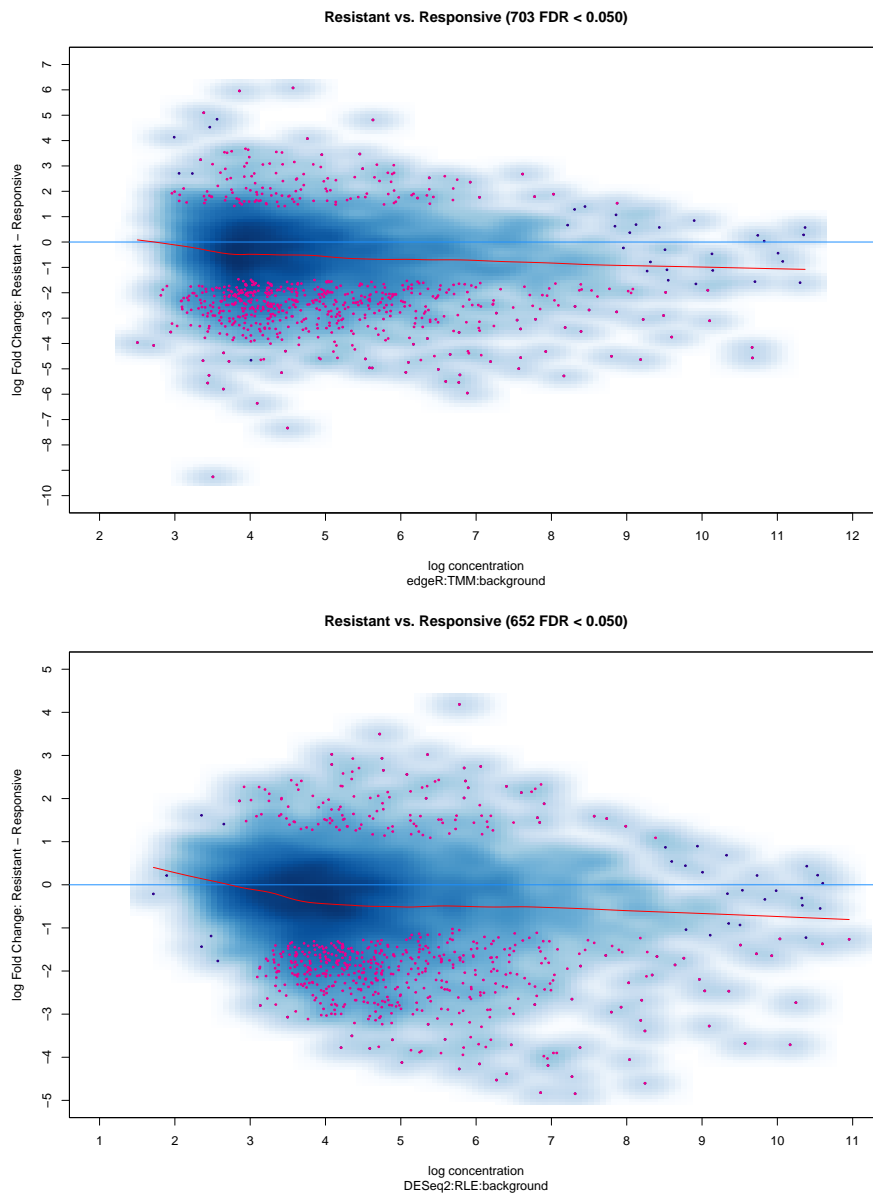 Resistant vs. Responsive (703 FDR < 0.050)
7
6
5
4
3
2
1
0
−1
−2
−3
−4
−5
−6
−7
−8
−10
log Fold Change: Resistant − Responsive
2 3 4 5 6 7 8 9 10 11 12
log concentration
edgeR:TMM:background
Resistant vs. Responsive (652 FDR < 0.050)
5
4
3
2
1
0
−1
−2
−3
−4
−5
log Fold Change: Resistant − Responsive
1 2 3 4 5 6 7 8 9 10 11
log concentration
DESeq2:RLE:background